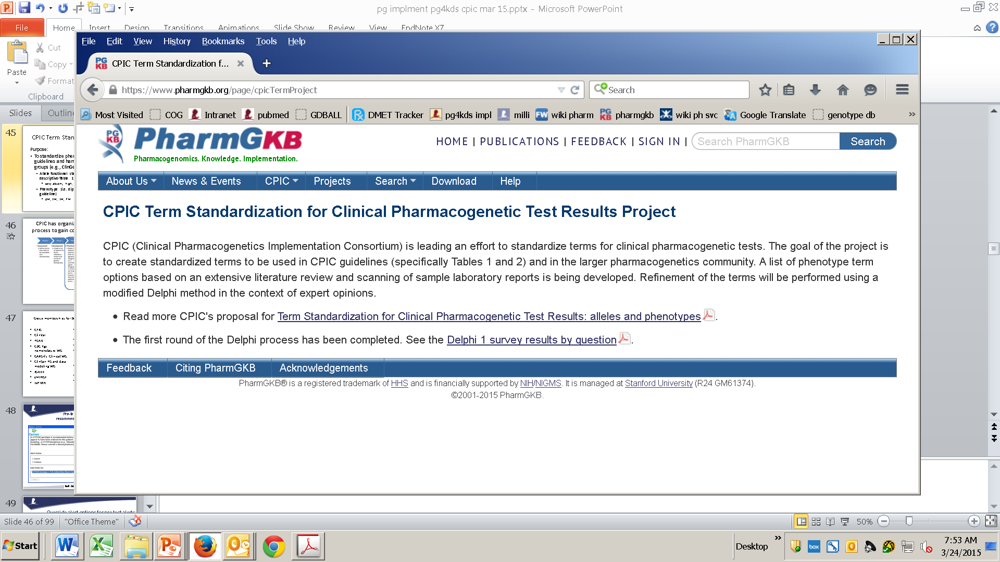 pg implment pg4kds cpic mar 15.pptx - Microsoft PowerPoint
File Home Insert Design Transitions Animations Slide Show Review View EndNote X7
Paste
Cut
Copy
Format
Clipboard
Slides Outline
File Edit View History Bookmarks Tools Help
CPIC Term Standardization f...
https://www.pharmgkb.org/page/cpicTermProject
Search
Most Visited COG Intranet pubmed GDBALL DMET Tracker pg4kds impl milli wiki pharm pharmgkb wiki ph svc Google Translate genotype db
PG KB PharmGKB
Pharmacogenomics. Knowledge. Implementation.
HOME | PUBLICATIONS | FEEDBACK | SIGN IN | Search PharmGKB Search
About Us News & Events CPIC Projects Search Download Help
CPIC Term Standardization for Clinical Pharmacogenetic Test Results Project
CPIC (Clinical Pharmacogenetics Implementation Consortium) is leading an effort to standardize terms for clinical pharmacogenetic tests. The goal of the project is
to create standardized terms to be used in CPIC guidelines (specifically Tables 1 and 2) and in the larger pharmacogenetics community. A list of phenotype term
options based on an extensive literature review and scanning of sample laboratory reports is being developed. Refinement of the terms will be performed using a
modified Delphi method in the context of expert opinions.
• Read more CPIC's proposal for Term Standardization for Clinical Pharmacogenetic Test Results: alleles and phenotypes.
• The first round of the Delphi process has been completed. See the Delphi 1 survey results by question.
Feedback Citing PharmGKB Acknowledgements
PharmGKB® is a registered trademark of HHS and is financially supported by NIH/NIGMS. It is managed at Stanford University (R24 GM61374).
©2001-2015 PharmGKB.
45
CPIC Term Stan
Purpose:
46
CPIC has organiz
process to gain co
47
48
Cerner
49
Slide 46 of 99 "Office Theme" 50%
Start Desktop
box
7:53 AM
3/24/2015